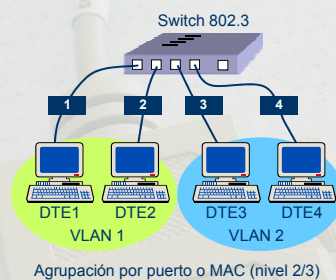 Switch 802.3
1 2 3 4
DTE1 DTE2 DTE3 DTE4
VLAN 1 VLAN 2
Agrupación por puerto o MAC (nivel 2/3)